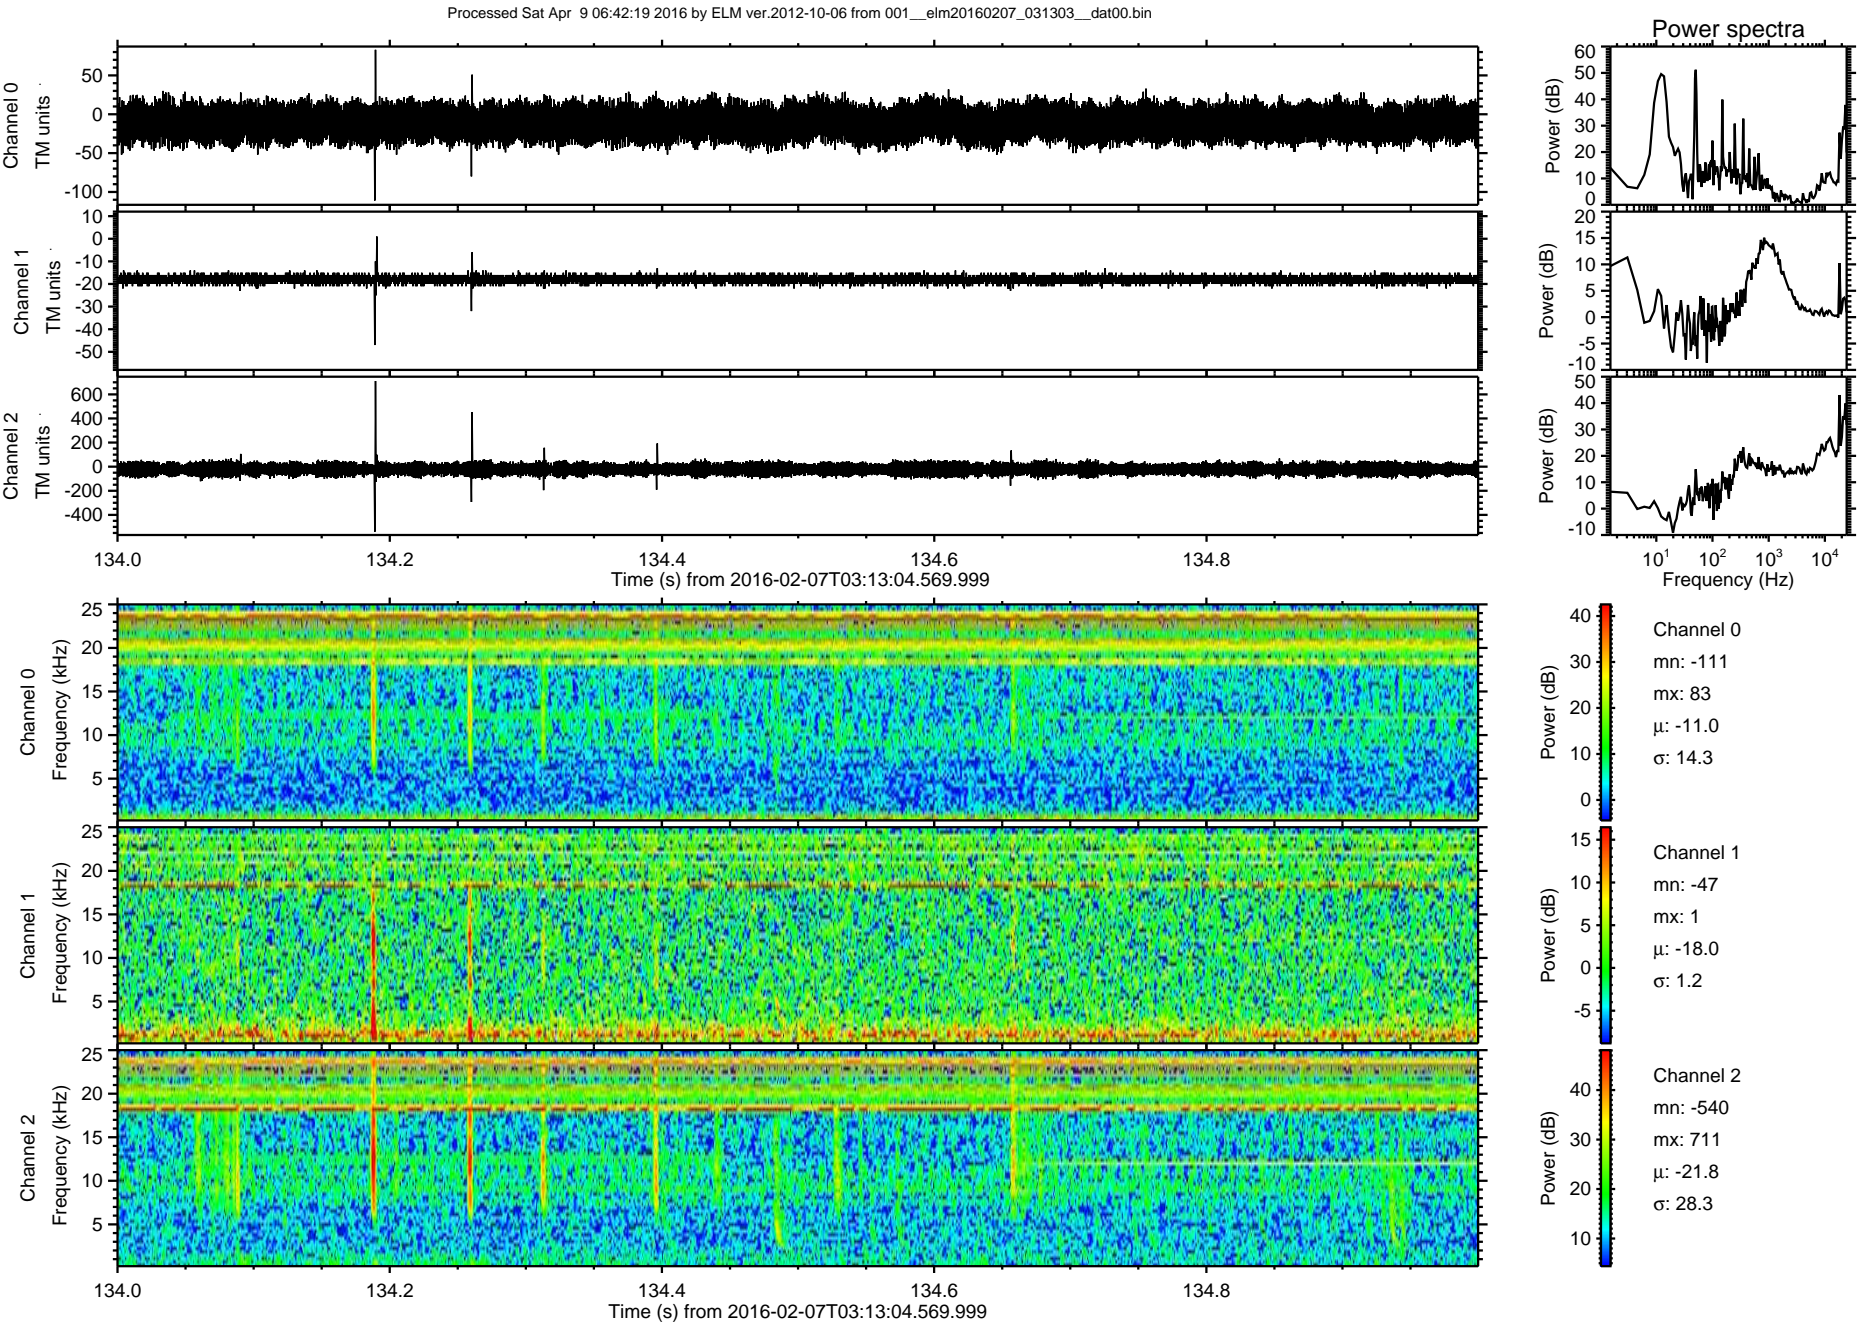 Processed Sat Apr  9 06:42:19 2016 by ELM ver.2012-10-06 from 001__elm20160207_031303__dat00.bin
Power spectra
Channel 0
TM units
50
0
-50
-100
Power (dB)
60
50
40
30
20
10
0
Channel 1
TM units
10
0
-10
-20
-30
-40
-50
Power (dB)
20
15
10
5
0
-5
-10
Channel 2
TM units
600
400
200
0
-200
-400
Power (dB)
50
40
30
20
10
0
-10
134.0 134.2 134.4 134.6 134.8
Time (s) from 2016-02-07T03:13:04.569.999
10¹ 10² 10³ 10⁴
Frequency (Hz)
Channel 0
Frequency (kHz)
25
20
15
10
5
Power (dB)
40
30
20
10
0
Channel 0
mn: -111
mx: 83
μ: -11.0
σ: 14.3
Channel 1
Frequency (kHz)
25
20
15
10
5
Power (dB)
15
10
5
0
-5
Channel 1
mn: -47
mx: 1
μ: -18.0
σ: 1.2
Channel 2
Frequency (kHz)
25
20
15
10
5
Power (dB)
40
30
20
10
Channel 2
mn: -540
mx: 711
μ: -21.8
σ: 28.3
134.0 134.2 134.4 134.6 134.8
Time (s) from 2016-02-07T03:13:04.569.999